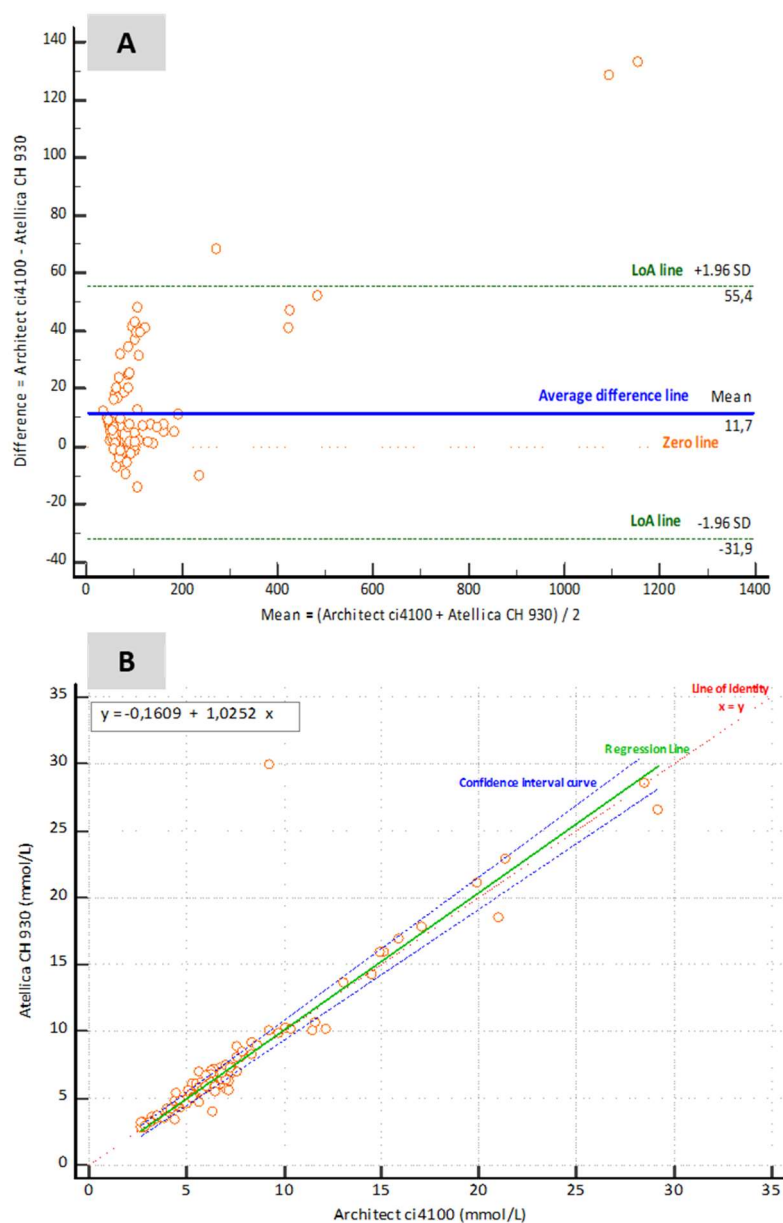 A
140
120
100
80
60
40
20
0
-20
-40
Difference = Architect ci4100 - Atellica CH 930
LoA line +1.96 SD
55,4
Average difference line Mean
11,7
Zero line
LoA line -1.96 SD
-31,9
0 200 400 600 800 1000 1200 1400
Mean = (Architect ci4100 + Atellica CH 930) / 2
B
Line of Identity
x = y
y =-0,1609 + 1,0252 x
Regression Line
Confidence interval curve
35
30
25
20
15
10
5
0
Atellica CH 930 (mmol/L)
0 5 10 15 20 25 30 35
Architect ci4100 (mmol/L)